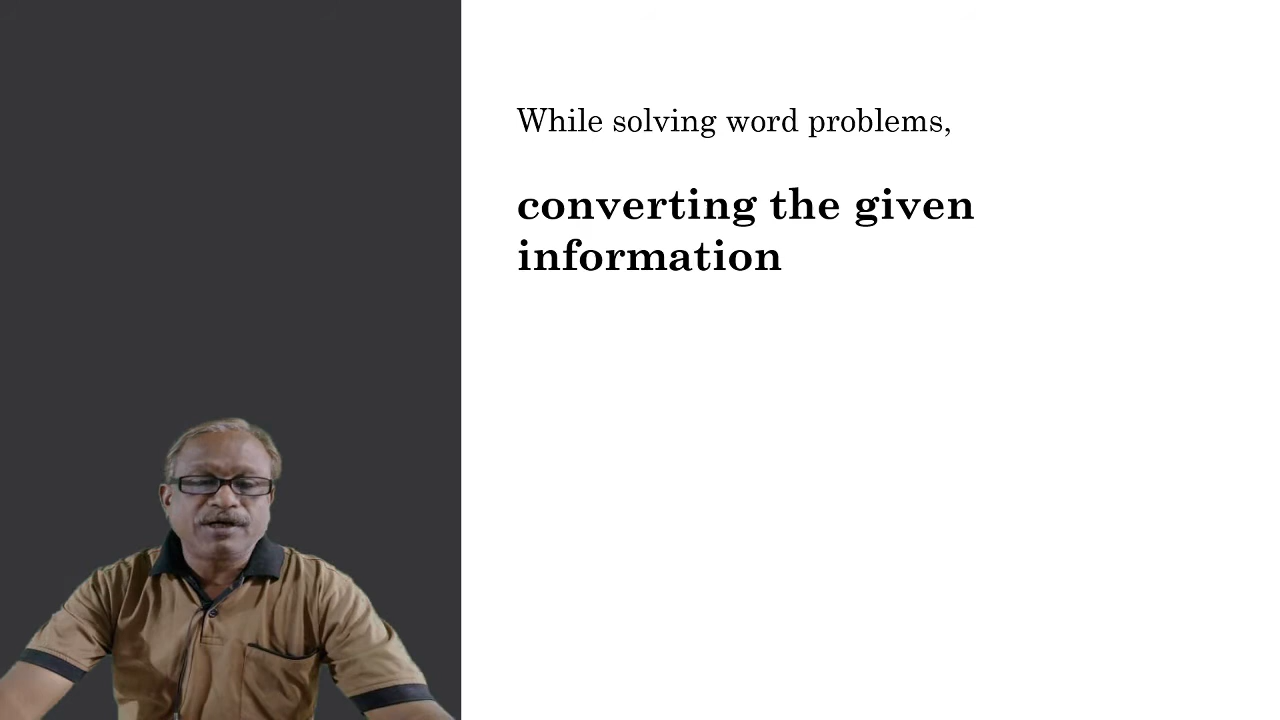 While solving word problems,
converting the given
information